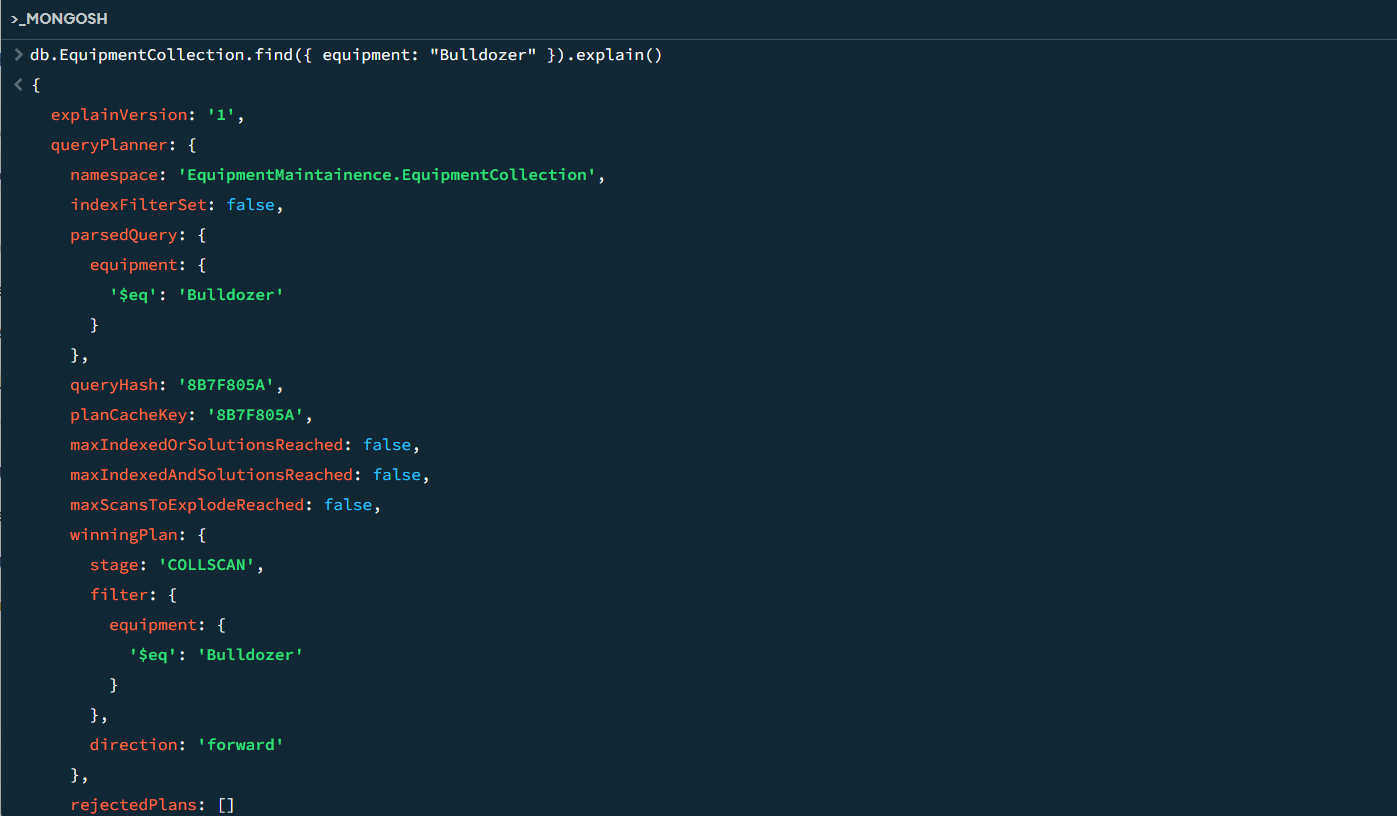 >_MONGOSH
> db.EquipmentCollection.find({ equipment: "Bulldozer" }).explain()
< {
explainVersion: '1',
queryPlanner: {
namespace: 'EquipmentMaintainence.EquipmentCollection',
indexFilterSet: false,
parsedQuery: {
equipment: {
'$eq': 'Bulldozer'
}
},
queryHash: '8B7F805A',
planCacheKey: '8B7F805A',
maxIndexedOrSolutionsReached: false,
maxIndexedAndSolutionsReached: false,
maxScansToExplodeReached: false,
winningPlan: {
stage: 'COLLSCAN',
filter: {
equipment: {
'$eq': 'Bulldozer'
}
},
direction: 'forward'
},
rejectedPlans: []